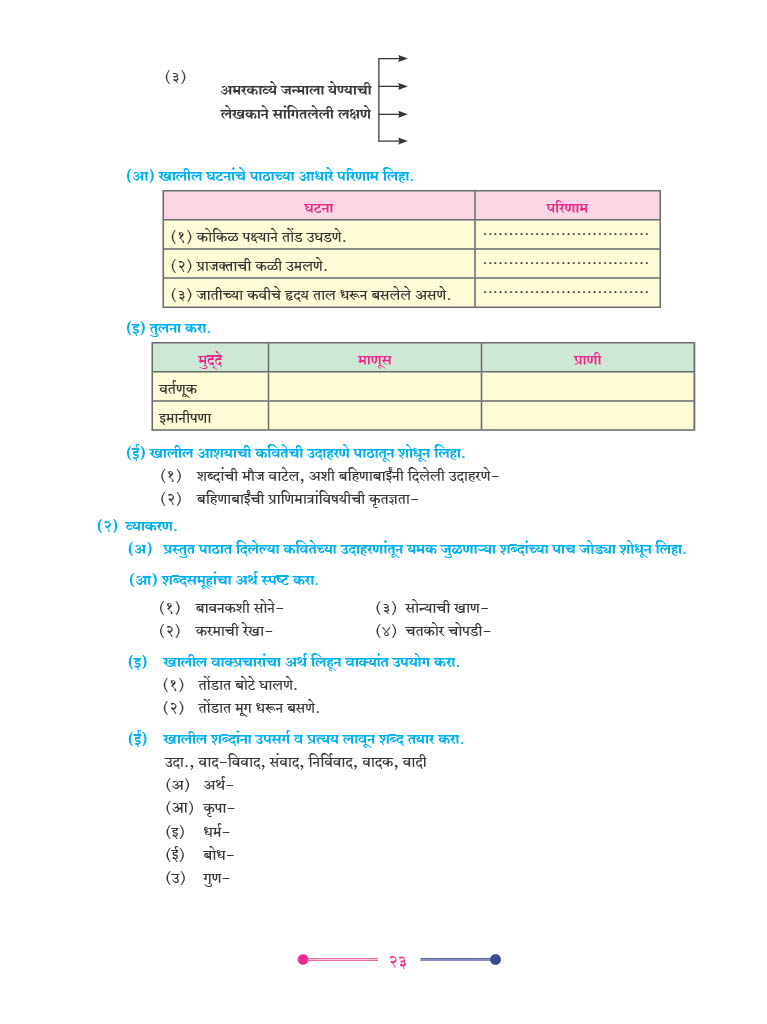 (३)
अमरकाव्ये जन्माला येण्याची
लेखकाने सांगितलेली लक्षणे
(आ) खालील घटनांचे पाठाच्या आधारे परिणाम लिहा.
घटना परिणाम
(१) कोकिळ पक्ष्याने तोंड उघडणे. ................................
(२) प्राजक्ताची कळी उमलणे. ................................
(३) जातीच्या कवीचे हृदय ताल धरून बसलेले असणे. ................................
(इ) तुलना करा.
मुद्दे माणूस प्राणी
वर्तणूक
इमानीपणा
(ई) खालील आशयाची कवितेची उदाहरणे पाठातून शोधून लिहा.
(१) शब्दांची मौज वाटेल, अशी बहिणाबाईंनी दिलेली उदाहरणे-
(२) बहिणाबाईंची प्राणिमात्रांविषयीची कृतज्ञता-
(२) व्याकरण.
(अ) प्रस्तुत पाठात दिलेल्या कवितेच्या उदाहरणांतून यमक जुळणाऱ्या शब्दांच्या पाच जोड्या शोधून लिहा.
(आ) शब्दसमूहांचा अर्थ स्पष्ट करा.
(१) बावनकशी सोने- (३) सोन्याची खाण-
(२) करमाची रेखा- (४) चतकोर चोपडी-
(इ) खालील वाक्प्रचारांचा अर्थ लिहून वाक्यांत उपयोग करा.
(१) तोंडात बोटे घालणे.
(२) तोंडात मूग धरून बसणे.
(ई) खालील शब्दांना उपसर्ग व प्रत्यय लावून शब्द तयार करा.
उदा., वाद-विवाद, संवाद, निर्विवाद, वादक, वादी
(अ) अर्थ-
(आ) कृपा-
(इ) धर्म-
(ई) बोध-
(उ) गुण-
२३